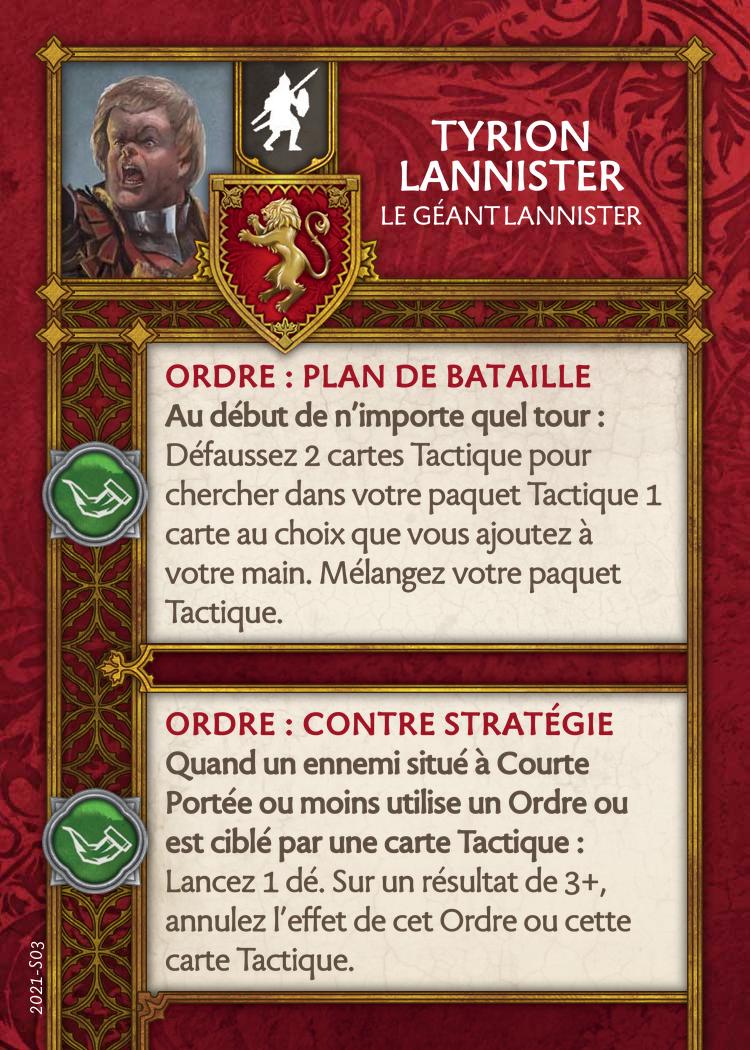 TYRION
LANNISTER
LE GÉANT LANNISTER
ORDRE : PLAN DE BATAILLE
Au début de n'importe quel tour :
Défaussez 2 cartes Tactique pour
chercher dans votre paquet Tactique 1
carte au choix que vous ajoutez à
votre main. Mélangez votre paquet
Tactique.
ORDRE : CONTRE STRATÉGIE
Quand un ennemi situé à Courte
Portée ou moins utilise un Ordre ou
est ciblé par une carte Tactique :
Lancez 1 dé. Sur un résultat de 3+,
annulez l'effet de cet Ordre ou cette
carte Tactique.
2021-S03